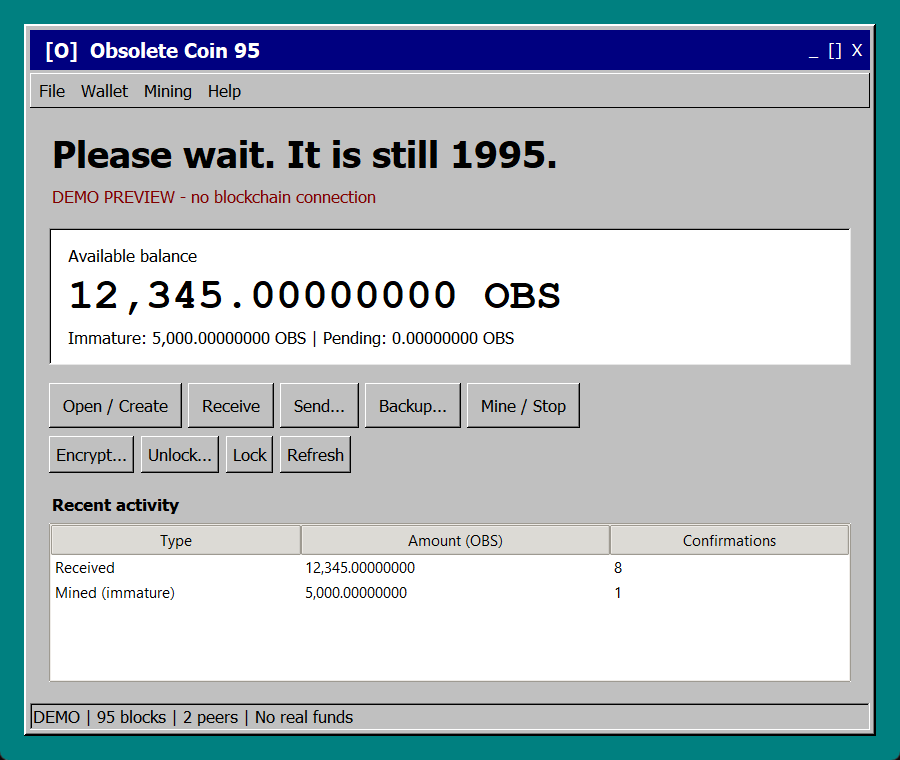 [O] Obsolete Coin 95 _ [] X
File Wallet Mining Help
Please wait. It is still 1995.
DEMO PREVIEW - no blockchain connection
Available balance
12,345.00000000 OBS
Immature: 5,000.00000000 OBS | Pending: 0.00000000 OBS
Open / Create Receive Send... Backup... Mine / Stop
Encrypt... Unlock... Lock Refresh
Recent activity
Type Amount (OBS) Confirmations
Received 12,345.00000000 8
Mined (immature) 5,000.00000000 1
DEMO | 95 blocks | 2 peers | No real funds